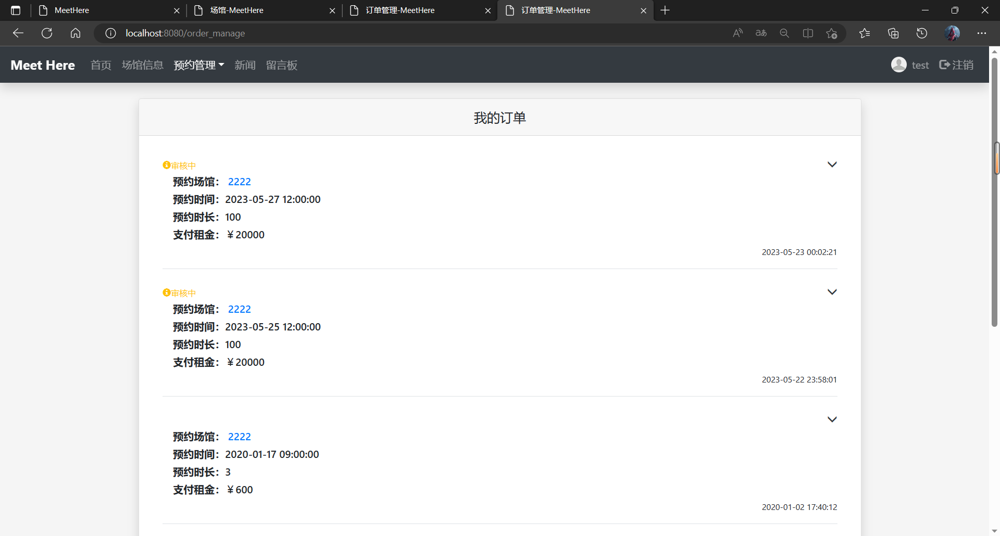 MeetHere
场馆-MeetHere
订单管理-MeetHere
订单管理-MeetHere
localhost:8080/order_manage
Meet Here 首页 场馆信息 预约管理 新闻 留言板 test 注销
我的订单
审核中
预约场馆： 2222
预约时间：2023-05-27 12:00:00
预约时长：100
支付租金：￥20000
2023-05-23 00:02:21
审核中
预约场馆： 2222
预约时间：2023-05-25 12:00:00
预约时长：100
支付租金：￥20000
2023-05-22 23:58:01
预约场馆： 2222
预约时间：2020-01-17 09:00:00
预约时长：3
支付租金：￥600
2020-01-02 17:40:12